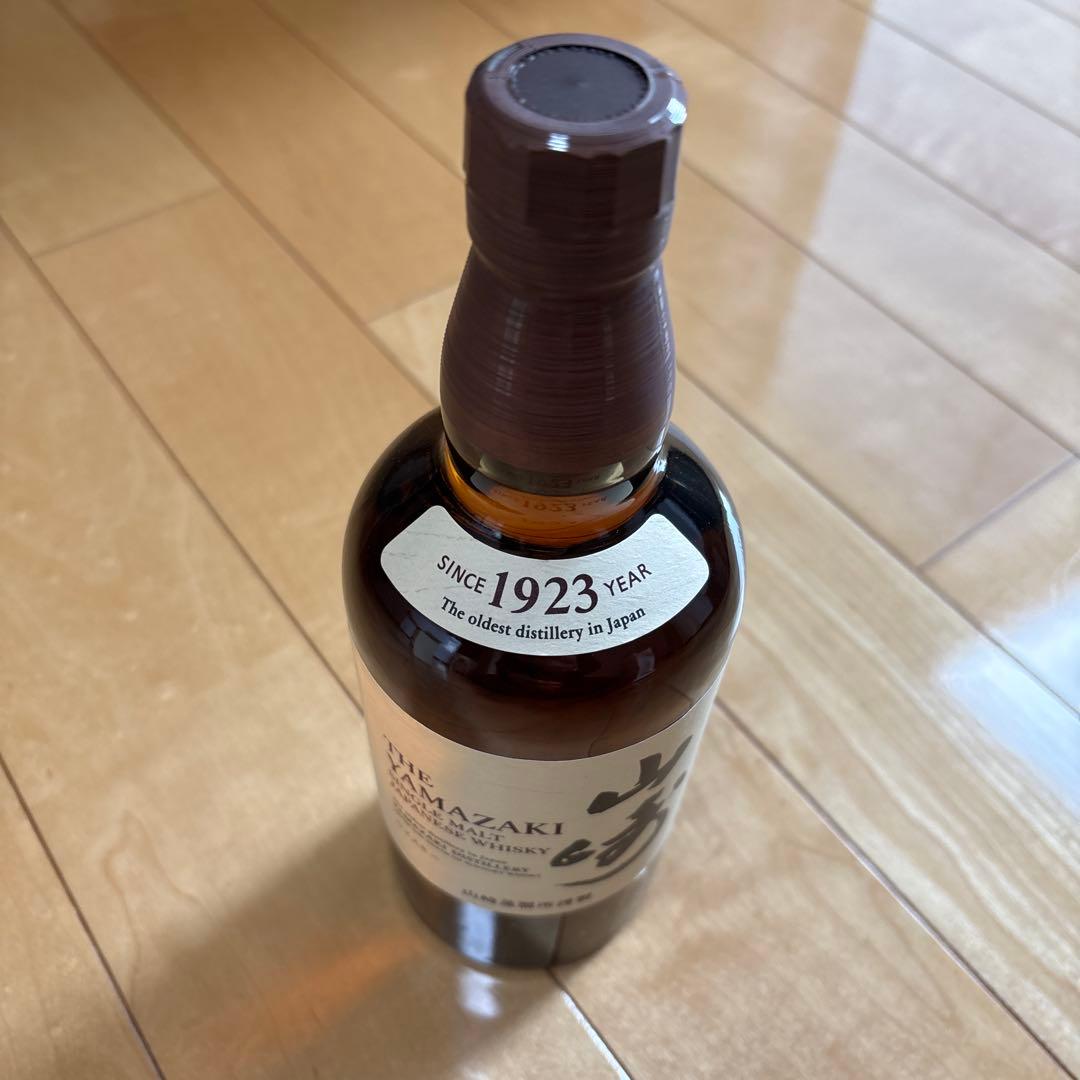 SINCE 1923 YEAR
The oldest distillery in Japan
THE
YAMAZAKI
SINGLE MALT
JAPANESE WHISKY
山崎